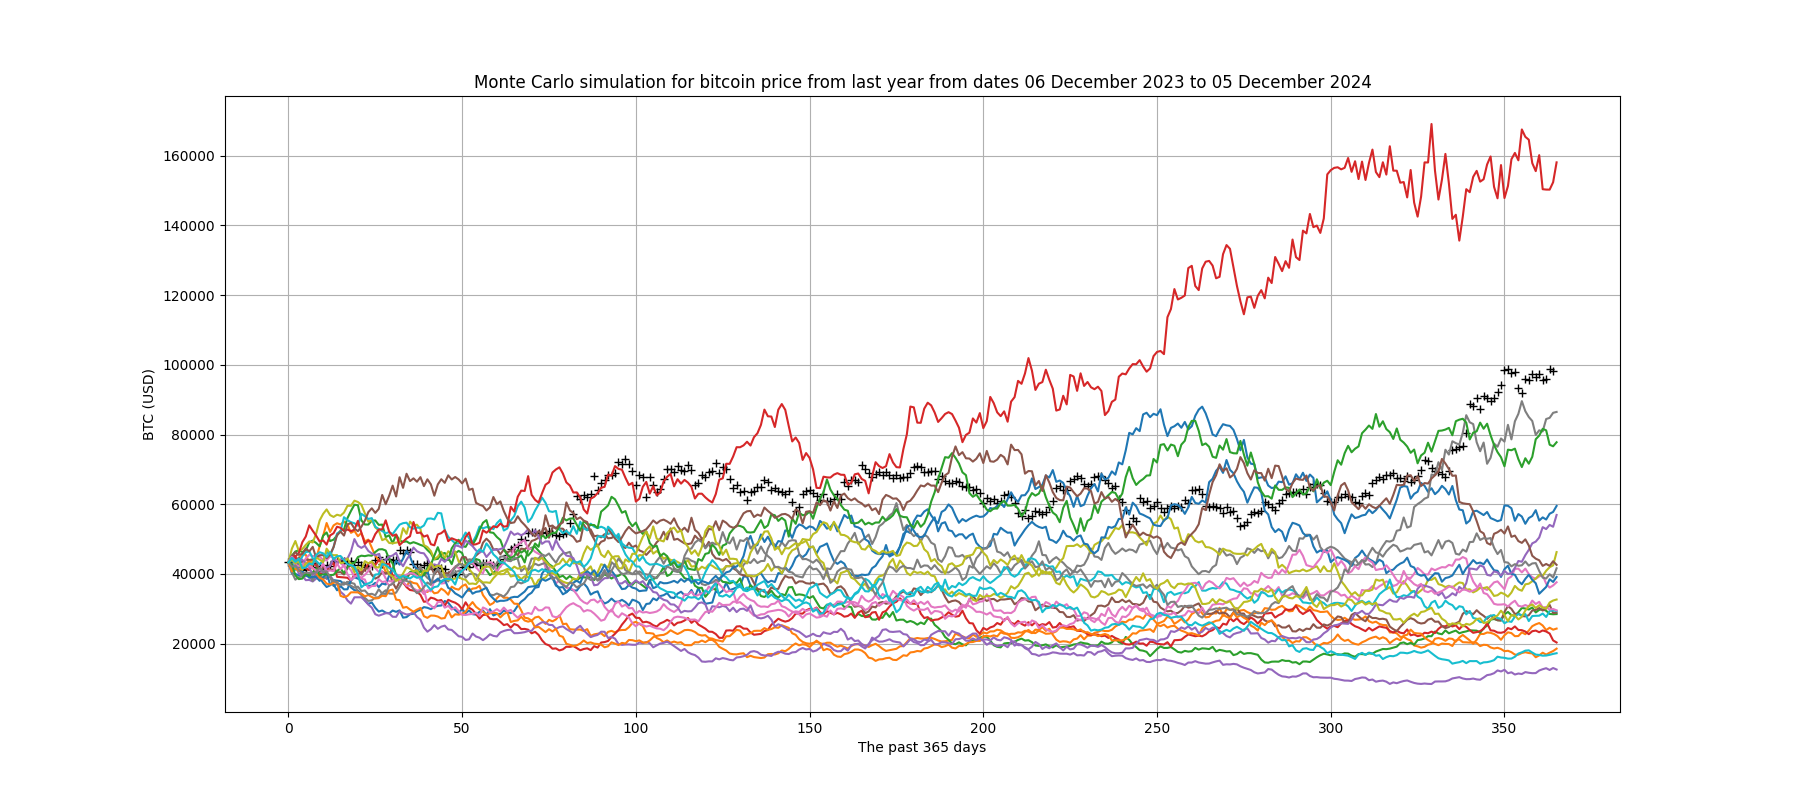 Monte Carlo simulation for bitcoin price from last year from dates 06 December 2023 to 05 December 2024
160000
140000
120000
100000
80000
60000
40000
20000
BTC (USD)
0 50 100 150 200 250 300 350
The past 365 days